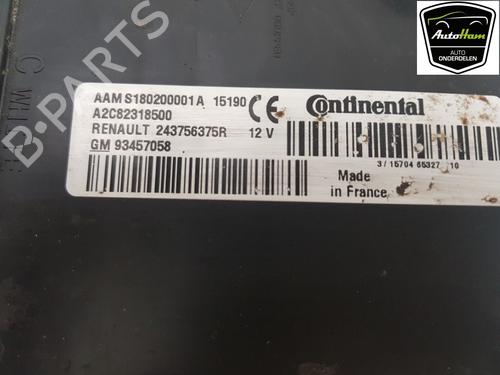 AutoHam
AUTO
ONDERDELEN
B-PARTS
AAM S180200001A 15190 CE Continental
A2C82318500
RENAULT 243756375R 12 V
GM 93457058
3/ 15704 65327 10
Made
in France